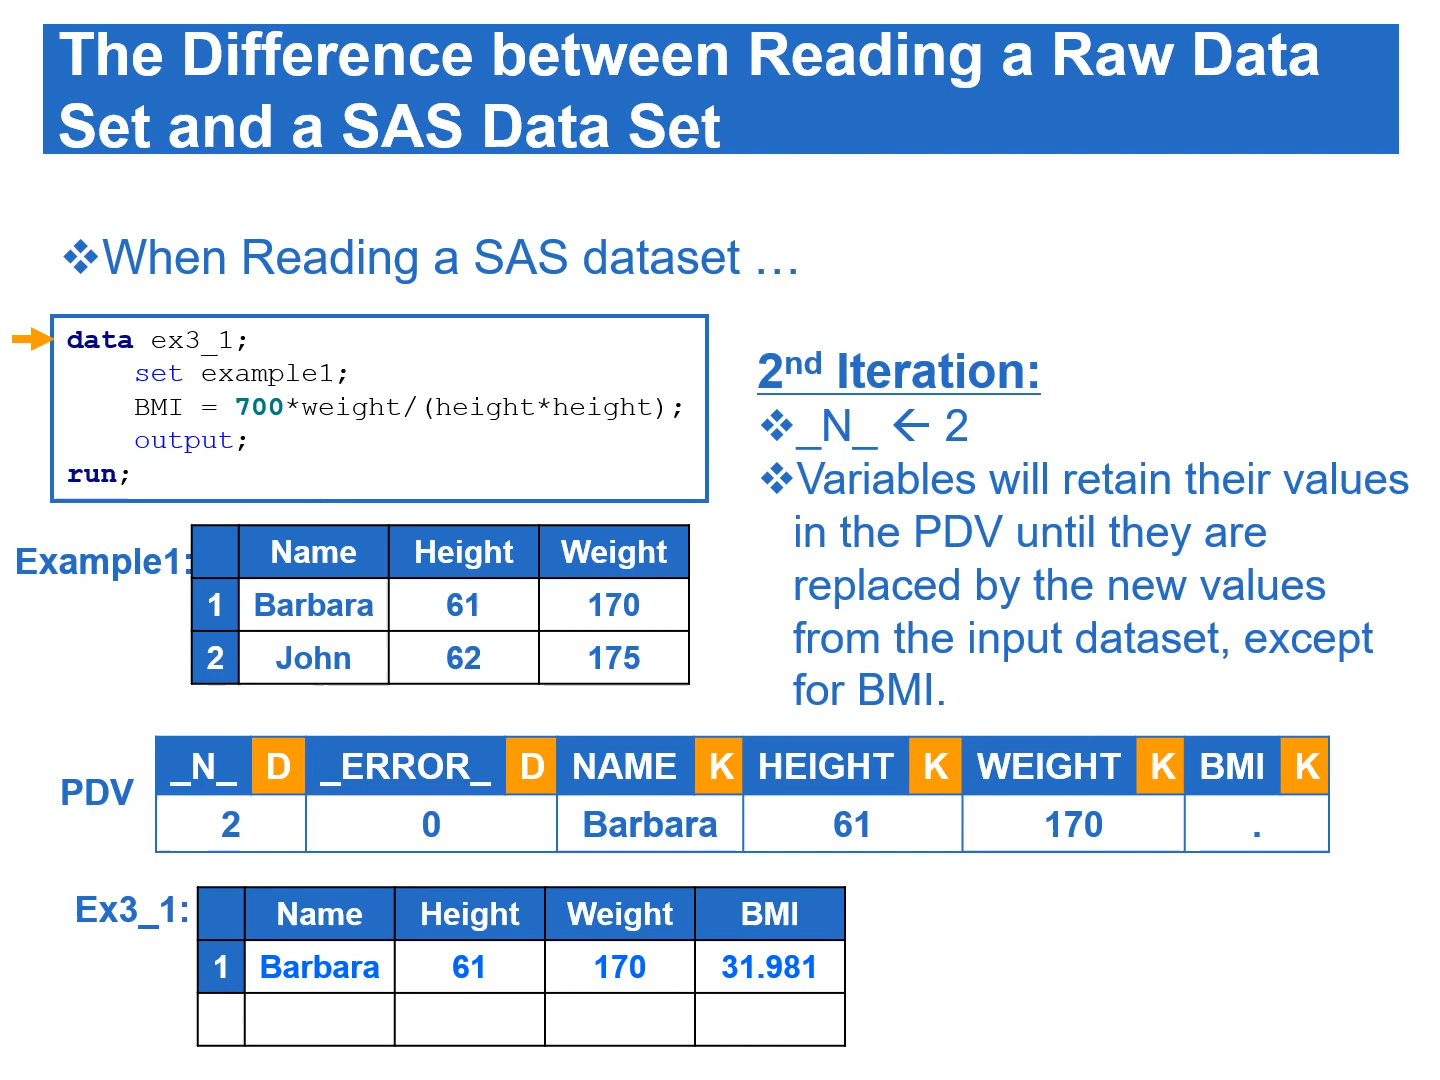 The Difference between Reading a Raw Data
Set and a SAS Data Set
❖When Reading a SAS dataset …
data ex3_1;
set example1;
BMI = 700*weight/(height*height);
output;
run;
2nd Iteration:
❖_N_ ← 2
❖Variables will retain their values
in the PDV until they are
replaced by the new values
from the input dataset, except
for BMI.
Example1:
Name Height Weight
1 Barbara 61 170
2 John 62 175
PDV
_N_ D _ERROR_ D NAME K HEIGHT K WEIGHT K BMI K
2 0 Barbara 61 170 .
Ex3_1:
Name Height Weight BMI
1 Barbara 61 170 31.981